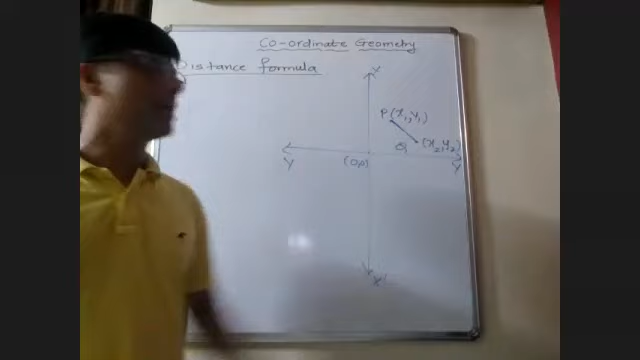 Co-ordinate Geometry
Distance formula
X
P(x₁,y₁)
Q (x₂,y₂)
Y
(0,0)
Y
X'